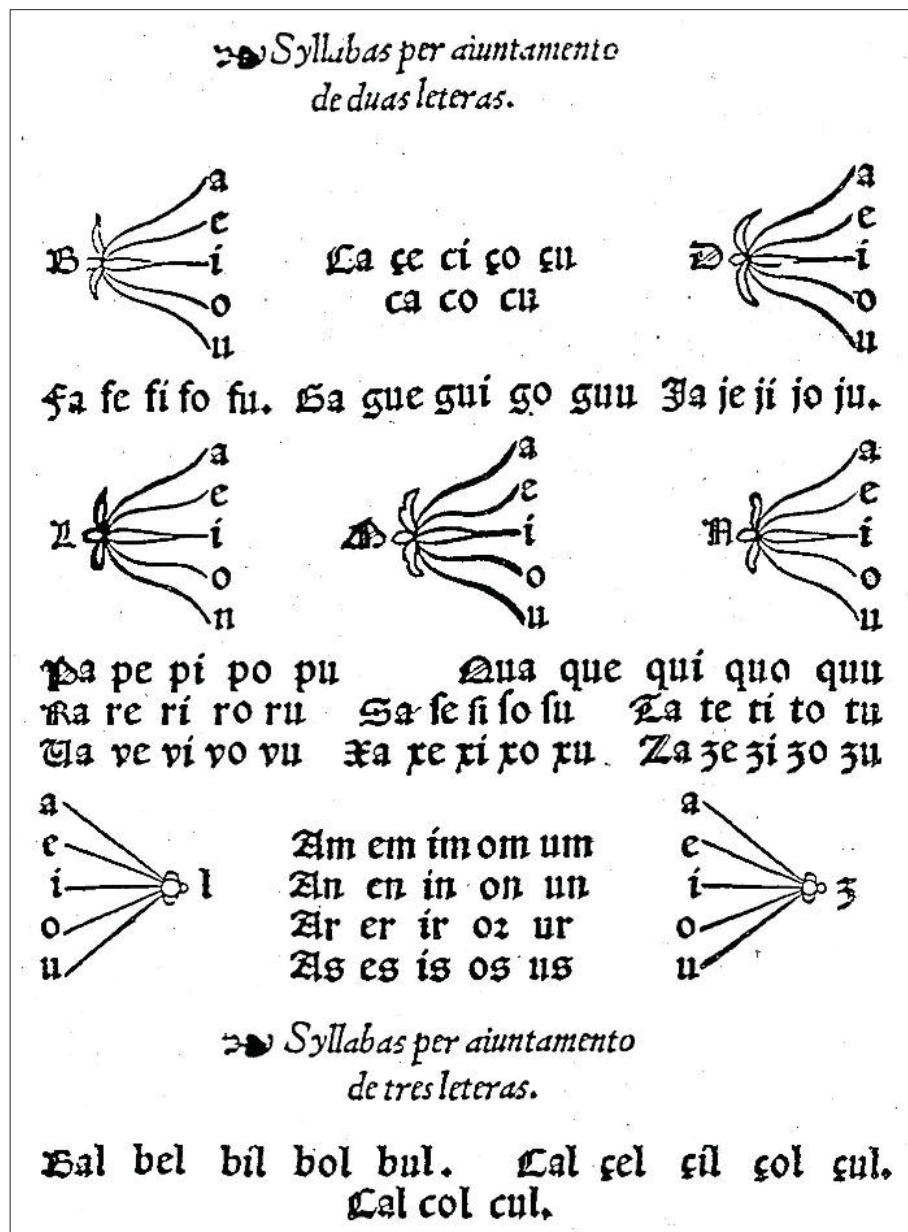 Syllabas per aiuntamento
de duas leteras.
B a e i o u
Ca çe ci ço çu
ca co cu
D a e i o u
Fa fe fi fo fu. Ga gue gui go guu Ja je ji jo ju.
L a e i o n
M a e i o u
N a e i o u
Pa pe pi po pu Qua que qui quo quu
Ra re ri ro ru Sa ſe ſi ſo ſu Ta te ti to tu
Ua ve vi vo vu Xa xe xi xo xu Za ze zi zo zu
a e i o u l
Am em im om um
An en in on un
Ar er ir or ur
As es is os us
a e i o u z
Syllabas per aiuntamento
de tres leteras.
Bal bel bil bol bul. Cal çel çil çol çul.
Cal col cul.